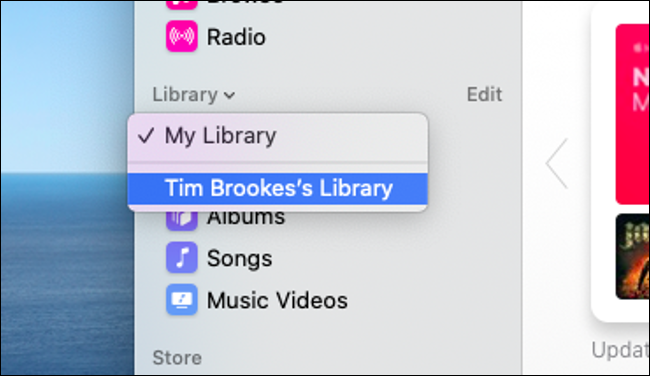 Radio
Library
Edit
My Library
Tim Brookes's Library
Albums
Songs
Music Videos
Store